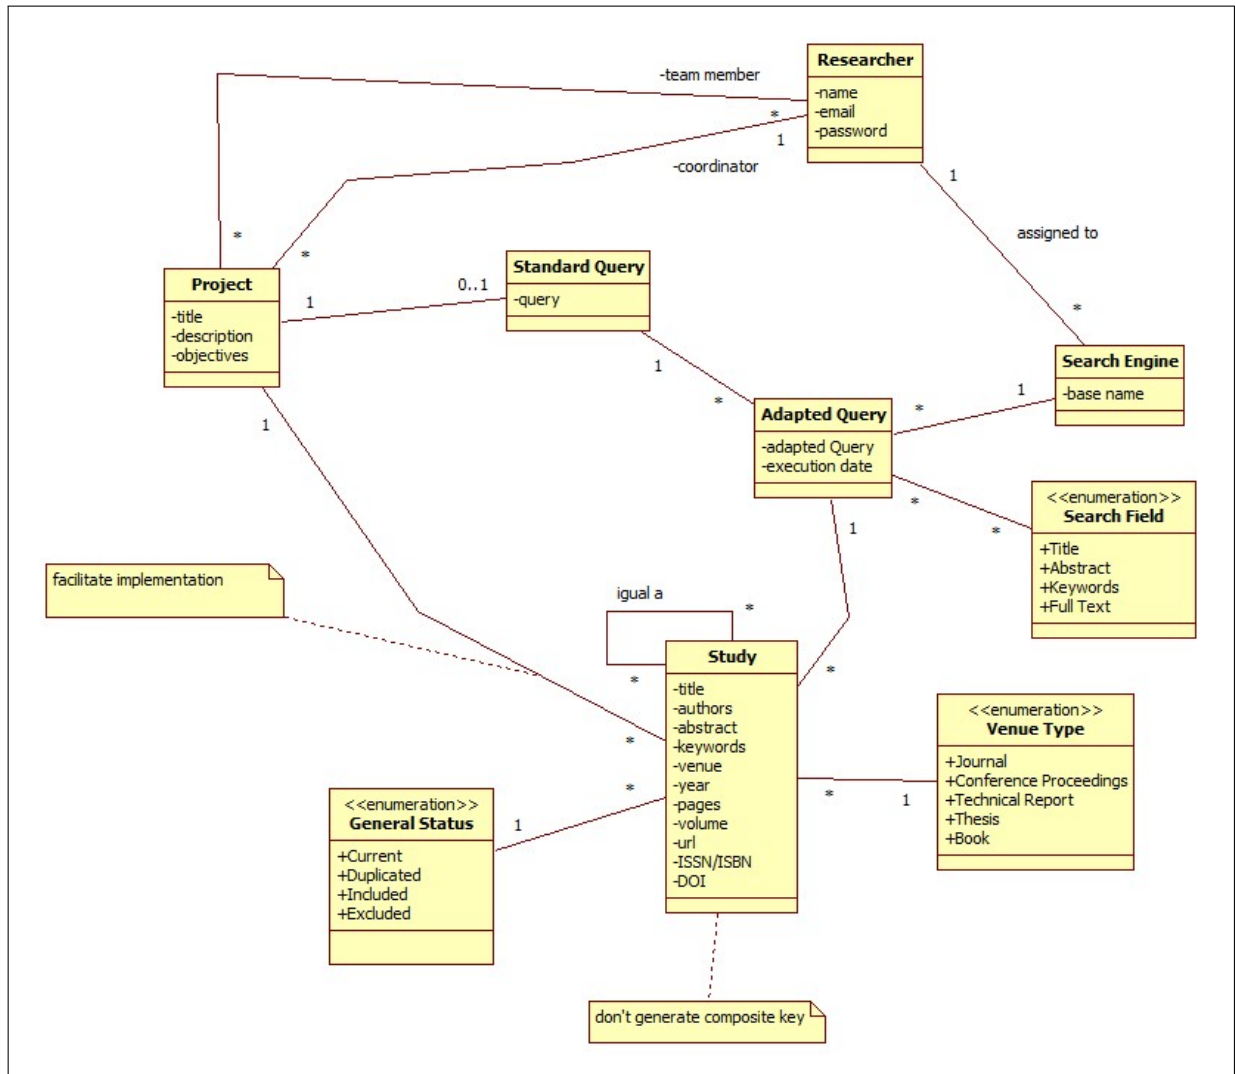 Researcher
-name
-email
-password
-team member
*
1
-coordinator
*
*
1
assigned to
*
Project
-title
-description
-objectives
1
0..1
Standard Query
-query
1
*
Search Engine
-base name
1
*
Adapted Query
-adapted Query
-execution date
*
*
1
1
<<enumeration>>
Search Field
+Title
+Abstract
+Keywords
+Full Text
facilitate implementation
igual a
*
*
*
*
*
Study
-title
-authors
-abstract
-keywords
-venue
-year
-pages
-volume
-url
-ISSN/ISBN
-DOI
<<enumeration>>
Venue Type
+Journal
+Conference Proceedings
+Technical Report
+Thesis
+Book
*
1
<<enumeration>>
General Status
+Current
+Duplicated
+Included
+Excluded
1
don't generate composite key